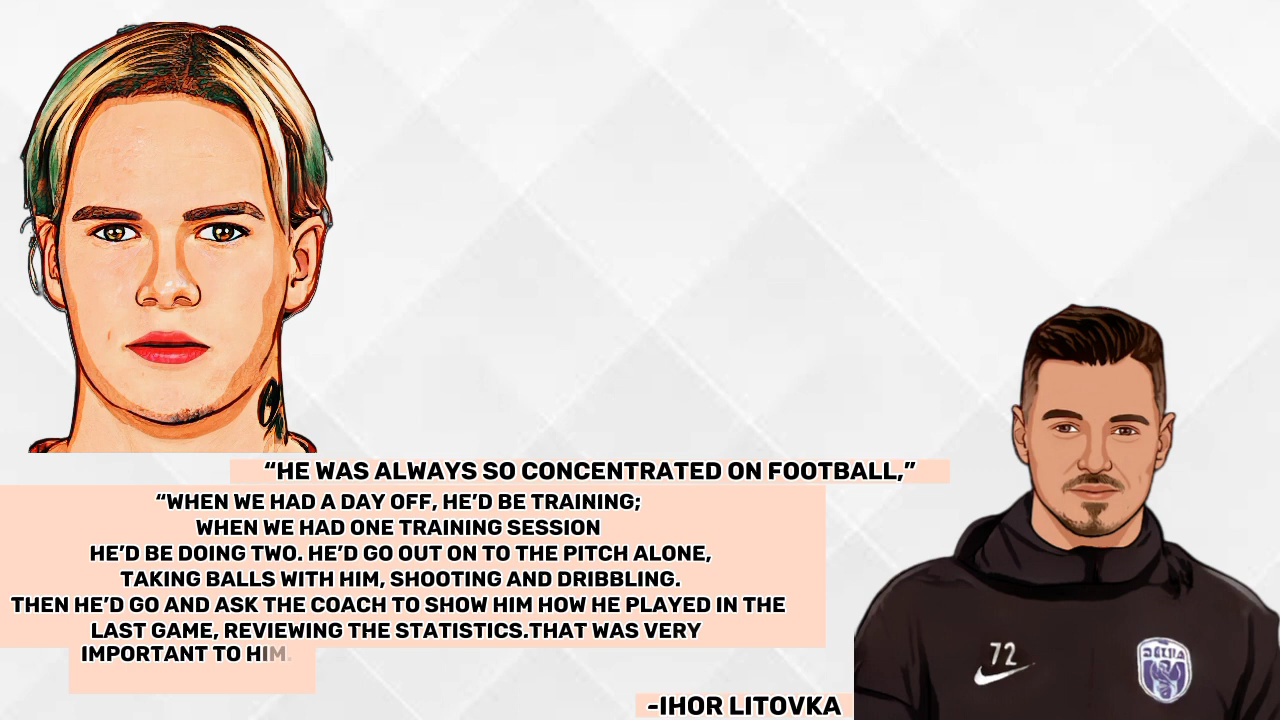 “HE WAS ALWAYS SO CONCENTRATED ON FOOTBALL,”
“WHEN WE HAD A DAY OFF, HE’D BE TRAINING;
WHEN WE HAD ONE TRAINING SESSION
HE’D BE DOING TWO. HE’D GO OUT ON TO THE PITCH ALONE,
TAKING BALLS WITH HIM, SHOOTING AND DRIBBLING.
THEN HE’D GO AND ASK THE COACH TO SHOW HIM HOW HE PLAYED IN THE
LAST GAME, REVIEWING THE STATISTICS.THAT WAS VERY
IMPORTANT TO HIM.
72
-IHOR LITOVKA